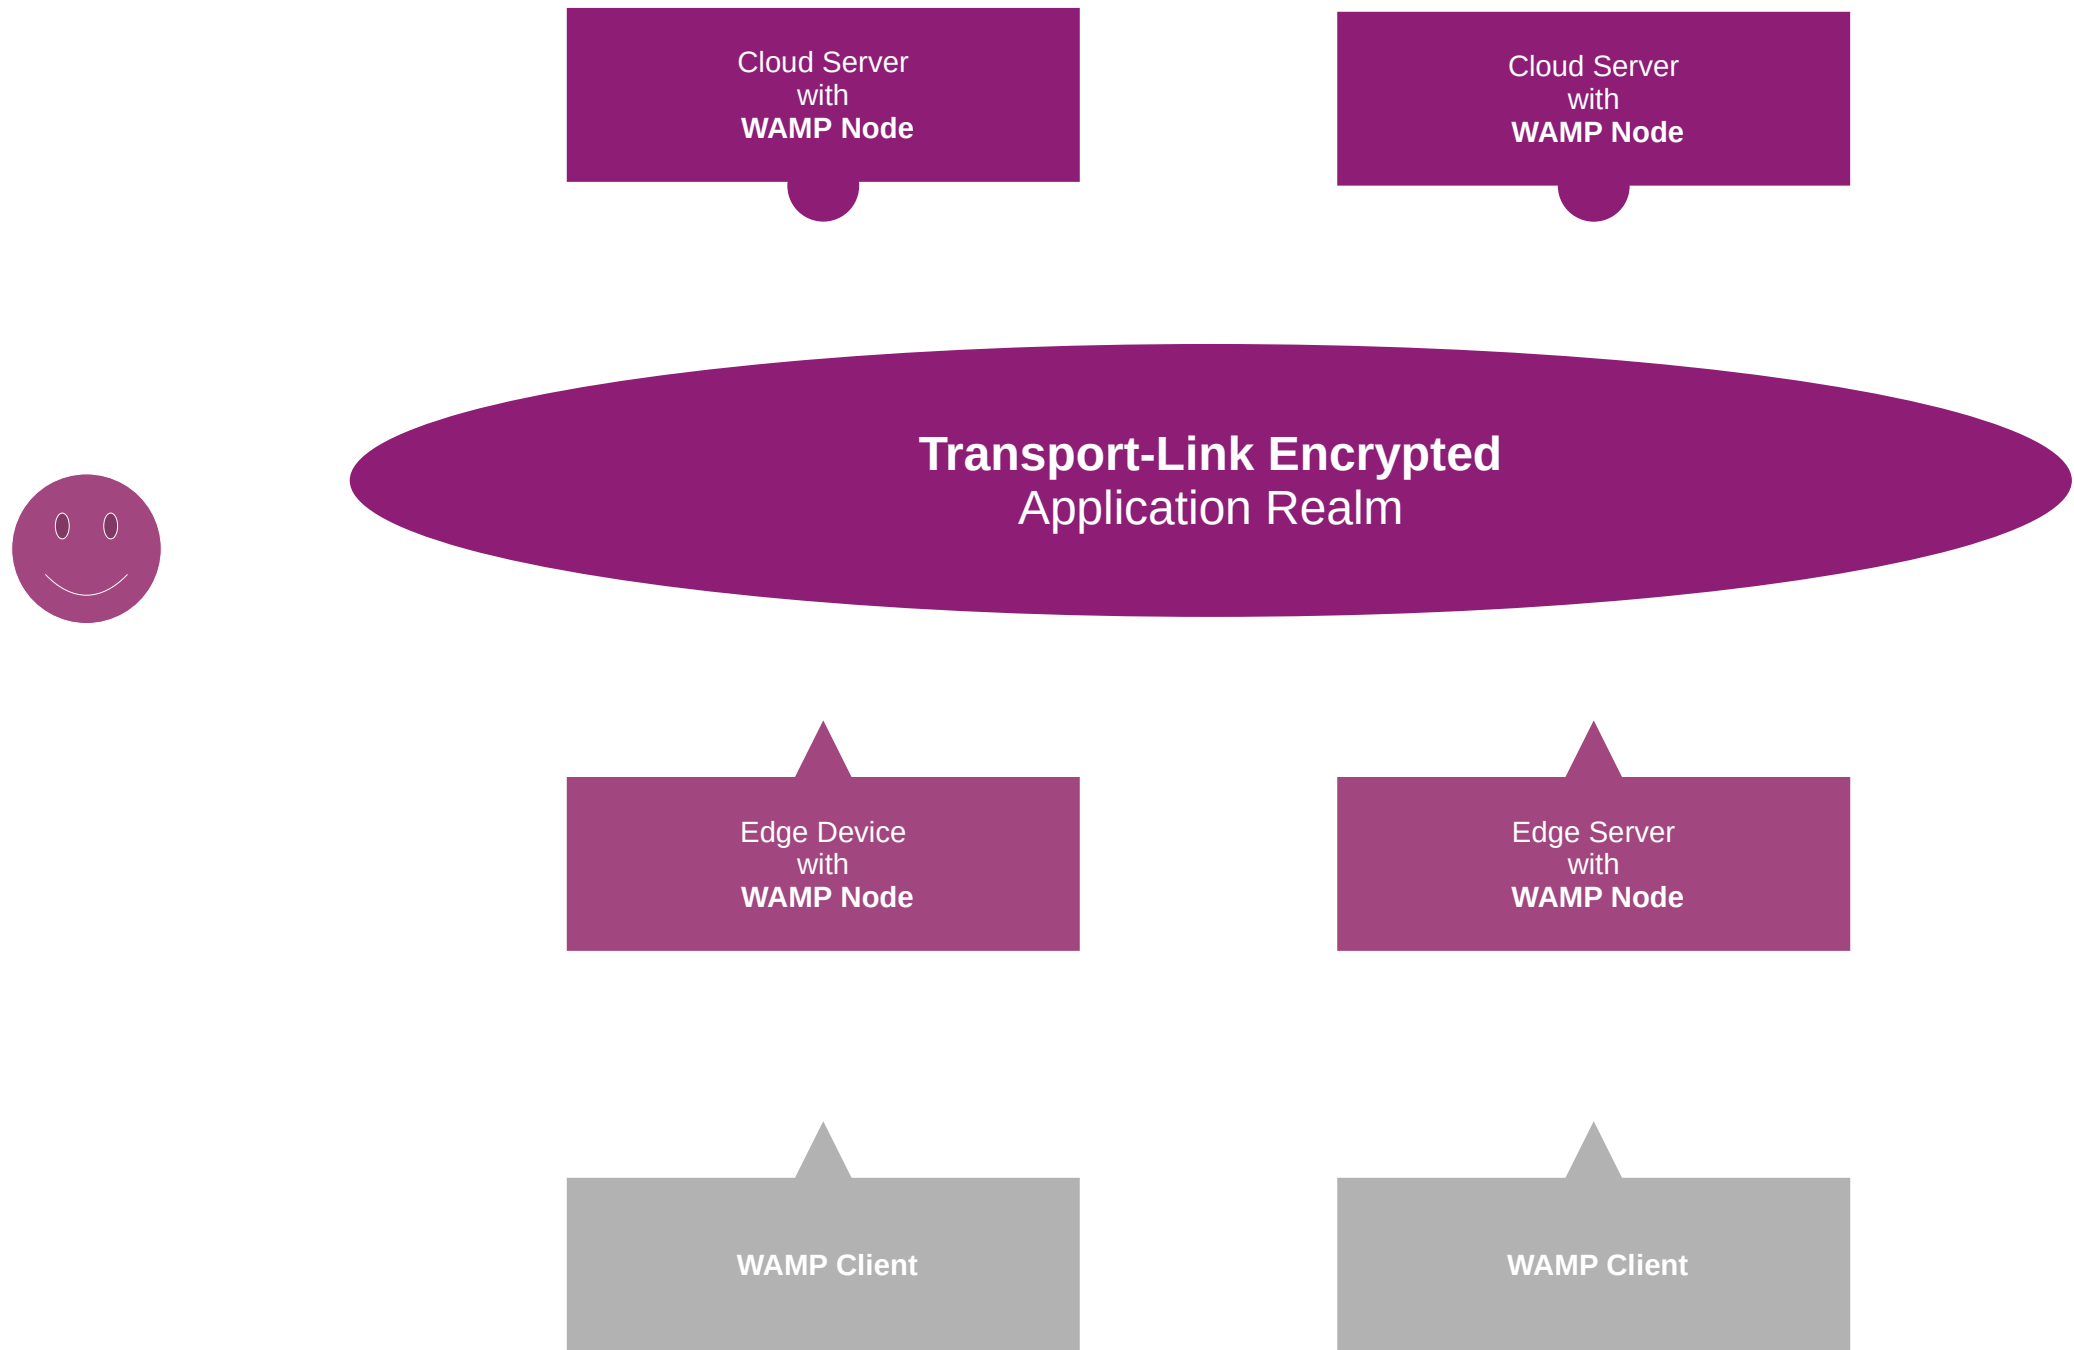 Cloud Server
with
WAMP Node
Cloud Server
with
WAMP Node
Transport-Link Encrypted
Application Realm
Edge Device
with
WAMP Node
Edge Server
with
WAMP Node
WAMP Client
WAMP Client